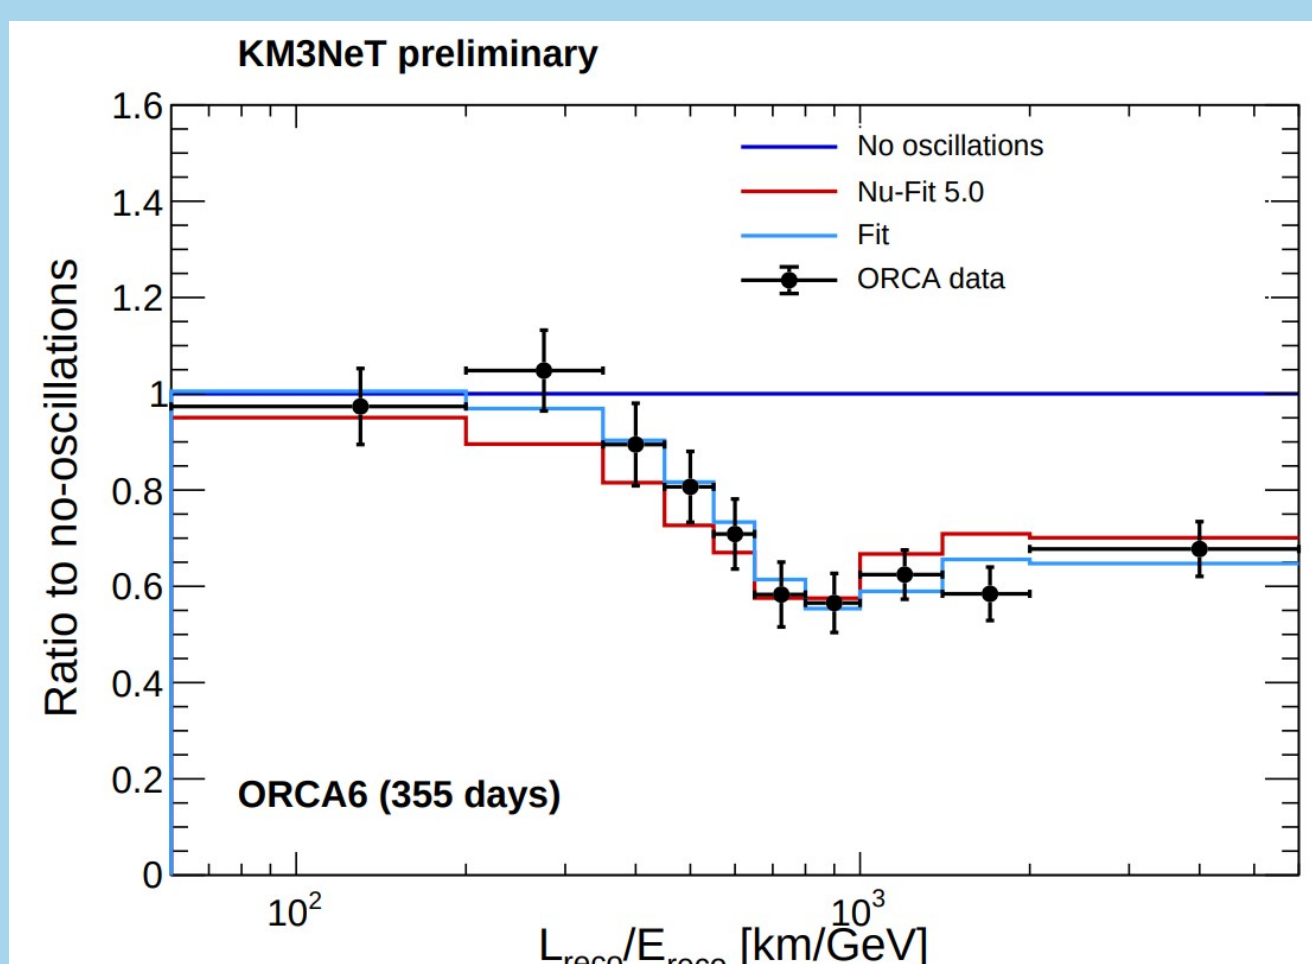 KM3NeT preliminary
1.6
1.4
1.2
1
0.8
0.6
0.4
0.2
0
Ratio to no-oscillations
No oscillations
Nu-Fit 5.0
Fit
ORCA data
ORCA6 (355 days)
10²
10³
Lreco/Ereco [km/GeV]